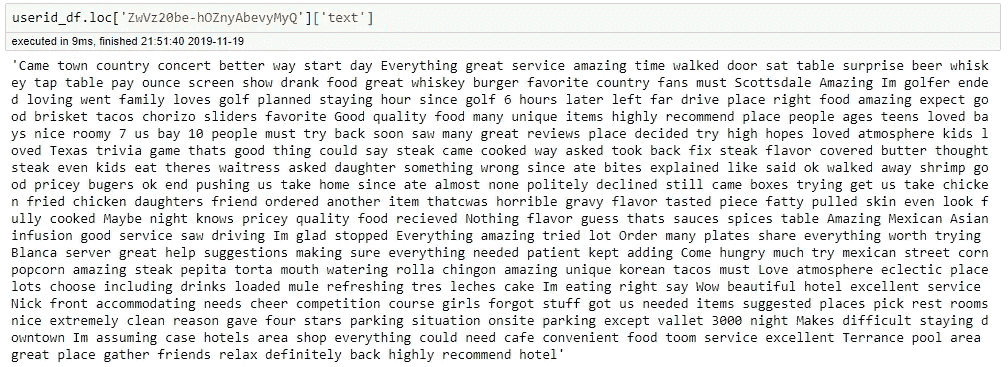 userid_df.loc['ZwVz20be-hOZnyAbevyMyQ']['text']
executed in 9ms, finished 21:51:40 2019-11-19
'Came town country concert better way start day Everything great service amazing time walked door sat table surprise beer whisk
ey tap table pay ounce screen show drank food great whiskey burger favorite country fans must Scottsdale Amazing Im golfer ende
d loving went family loves golf planned staying hour since golf 6 hours later left far drive place right food amazing expect go
od brisket tacos chorizo sliders favorite Good quality food many unique items highly recommend place people ages teens loved ba
ys nice roomy 7 us bay 10 people must try back soon saw many great reviews place decided try high hopes loved atmosphere kids l
oved Texas trivia game thats good thing could say steak came cooked way asked took back fix steak flavor covered butter thought
steak even kids eat theres waitress asked daughter something wrong since ate bites explained like said ok walked away shrimp go
od pricey bugers ok end pushing us take home since ate almost none politely declined still came boxes trying get us take chicke
n fried chicken daughters friend ordered another item thatcwas horrible gravy flavor tasted piece fatty pulled skin even look f
ully cooked Maybe night knows pricey quality food recieved Nothing flavor guess thats sauces spices table Amazing Mexican Asian
infusion good service saw driving Im glad stopped Everything amazing tried lot Order many plates share everything worth trying
Blanca server great help suggestions making sure everything needed patient kept adding Come hungry much try mexican street corn
popcorn amazing steak pepita torta mouth watering rolla chingon amazing unique korean tacos must Love atmosphere eclectic place
lots choose including drinks loaded mule refreshing tres leches cake Im eating right say Wow beautiful hotel excellent service
Nick front accommodating needs cheer competition course girls forgot stuff got us needed items suggested places pick rest rooms
nice extremely clean reason gave four stars parking situation onsite parking except vallet 3000 night Makes difficult staying d
owntown Im assuming case hotels area shop everything could need cafe convenient food toom service excellent Terrance pool area
great place gather friends relax definitely back highly recommend hotel'